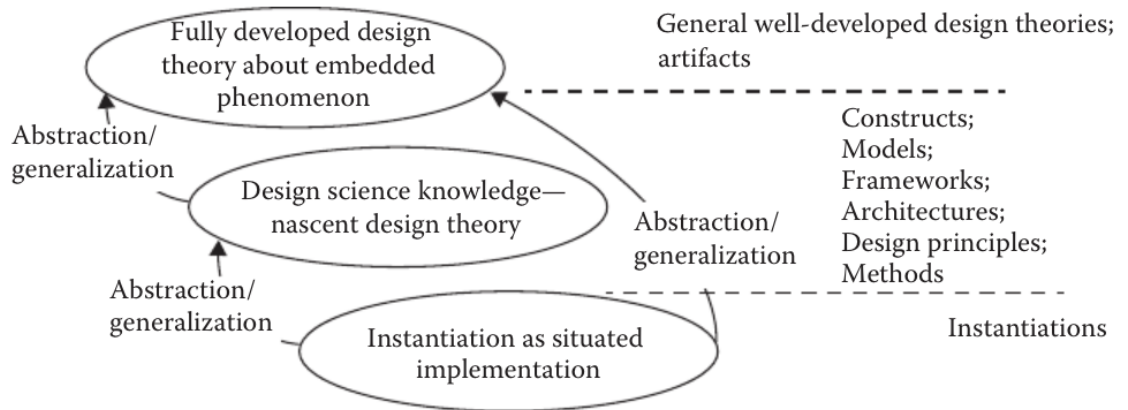 Fully developed design
theory about embedded
phenomenon
General well-developed design theories;
artifacts
Abstraction/
generalization
Constructs;
Models;
Frameworks;
Architectures;
Design principles;
Methods
Design science knowledge—
nascent design theory
Abstraction/
generalization
Abstraction/
generalization
Instantiation as situated
implementation
Instantiations